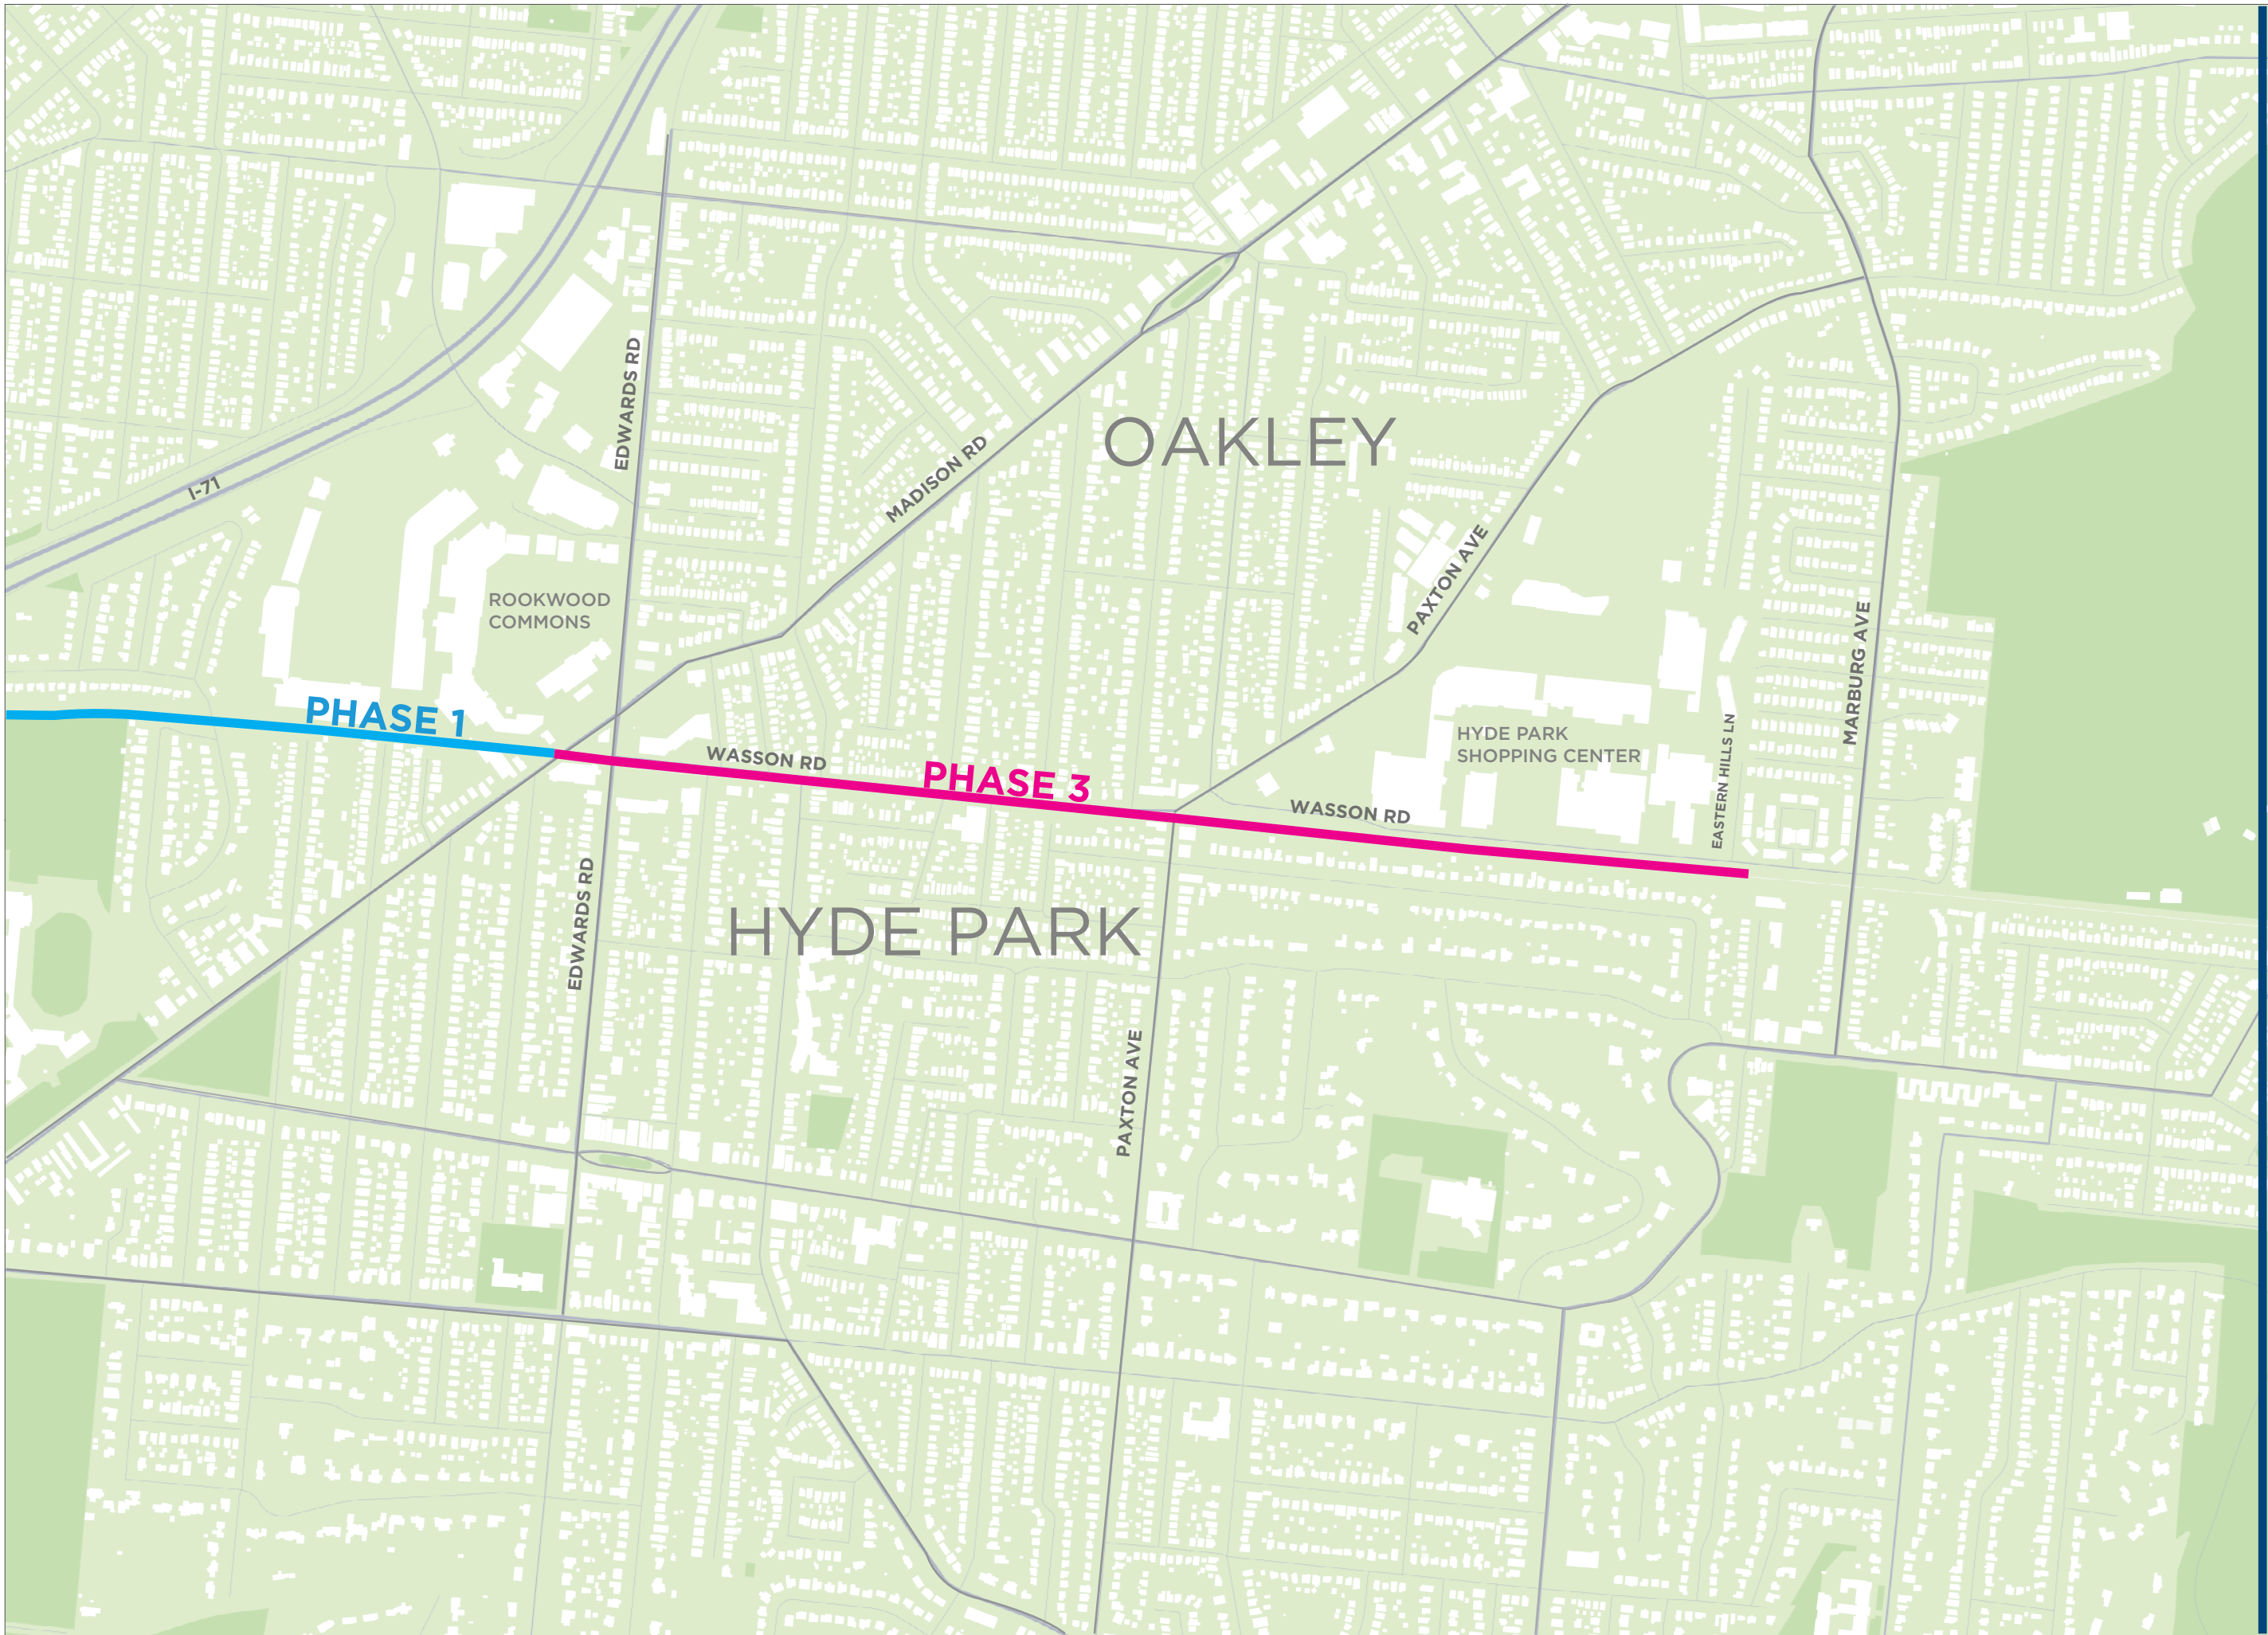 EDWARDS RD
MADISON RD
OAKLEY
I-71
PAXTON AVE
ROOKWOOD
COMMONS
MARBURG AVE
PHASE 1
WASSON RD
PHASE 3
HYDE PARK
SHOPPING CENTER
EASTERN HILLS LN
WASSON RD
EDWARDS RD
HYDE PARK
PAXTON AVE